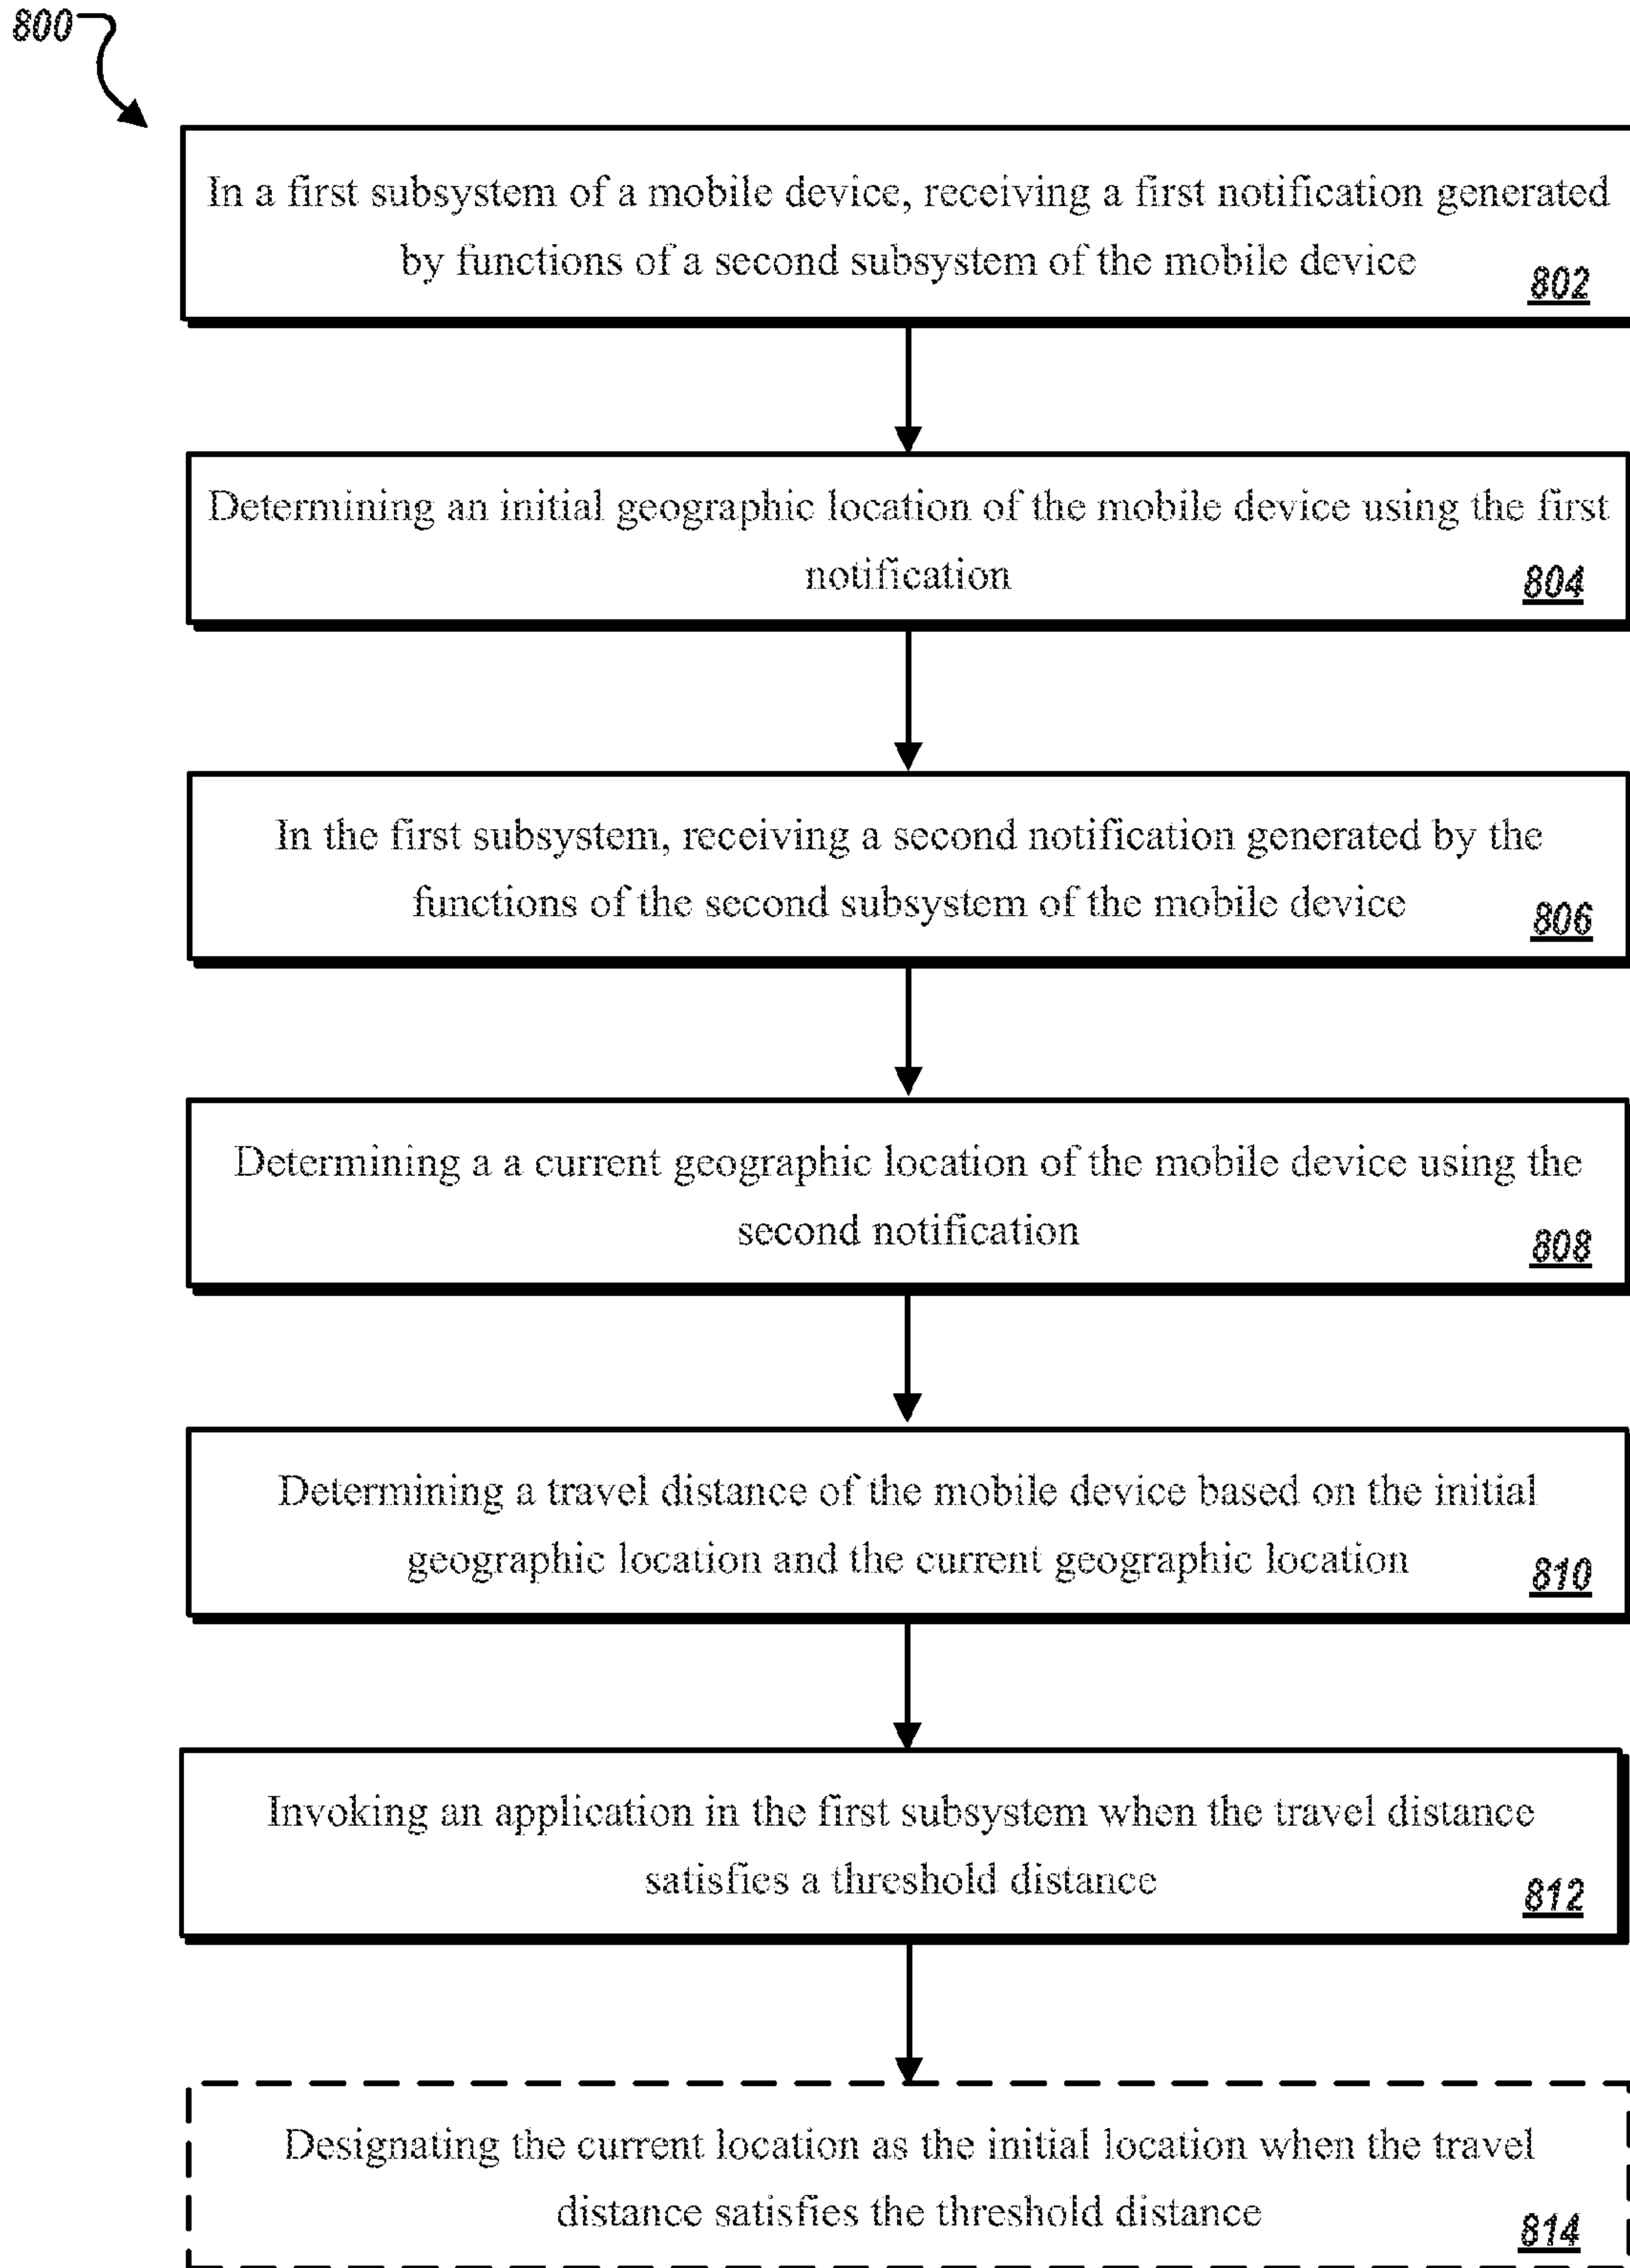 800
In a first subsystem of a mobile device, receiving a first notification generated
by functions of a second subsystem of the mobile device
802
Determining an initial geographic location of the mobile device using the first
notification
804
In the first subsystem, receiving a second notification generated by the
functions of the second subsystem of the mobile device
806
Determining a a current geographic location of the mobile device using the
second notification
808
Determining a travel distance of the mobile device based on the initial
geographic location and the current geographic location
810
Invoking an application in the first subsystem when the travel distance
satisfies a threshold distance
812
Designating the current location as the initial location when the travel
distance satisfies the threshold distance
814